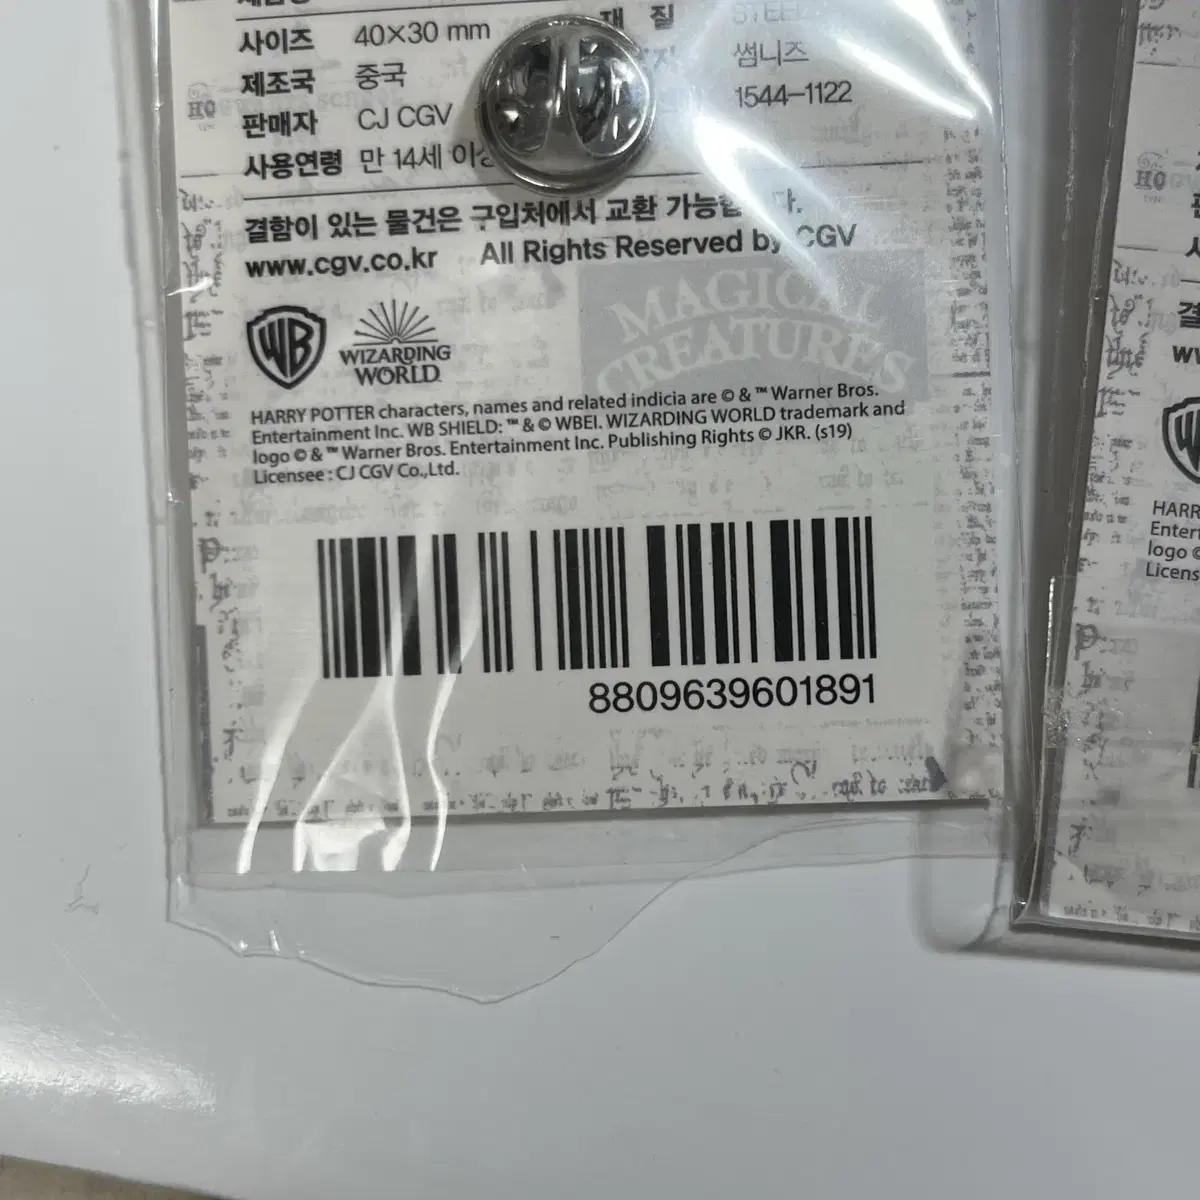 사이즈 40×30 mm 재 질 STEEL
제조국 중국 썸니즈
판매자 CJ CGV 1544-1122
사용연령 만 14세
결함이 있는 물건은 구입처에서 교환
www.cgv.co.kr All Rights Reserved by CGV
MAGICAL
CREATURES
WB
WIZARDING
WORLD
HARRY POTTER characters, names and related indicia are © & ™ Warner Bros.
Entertainment Inc. WB SHIELD: ™ & © WBEI. WIZARDING WORLD trademark and
logo © & ™ Warner Bros. Entertainment Inc. Publishing Rights © JKR. (s19)
Licensee : CJ CGV Co.,Ltd.
8809639601891